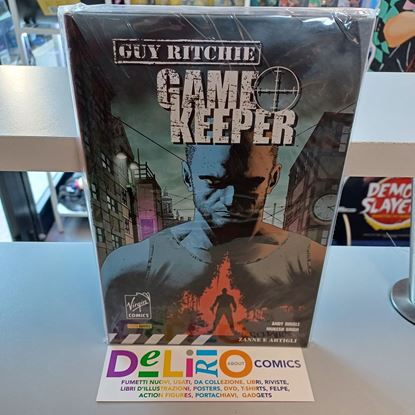 GUY RITCHIE
GAME
KEEPER
DEMON
SLAYER
Virgin
COMICS
ANDY DIGGLE
MUKESH SINGH
ZANNE E ARTIGLI
DeLiRiO
ABOUT
COMICS
FUMETTI NUOVI, USATI, DA COLLEZIONE, LIBRI, RIVISTE,
LIBRI D'ILLUSTRAZIONI, POSTERS, DVD, T-SHIRTS, FELPE,
ACTION FIGURES, PORTACHIAVI, GADGETS